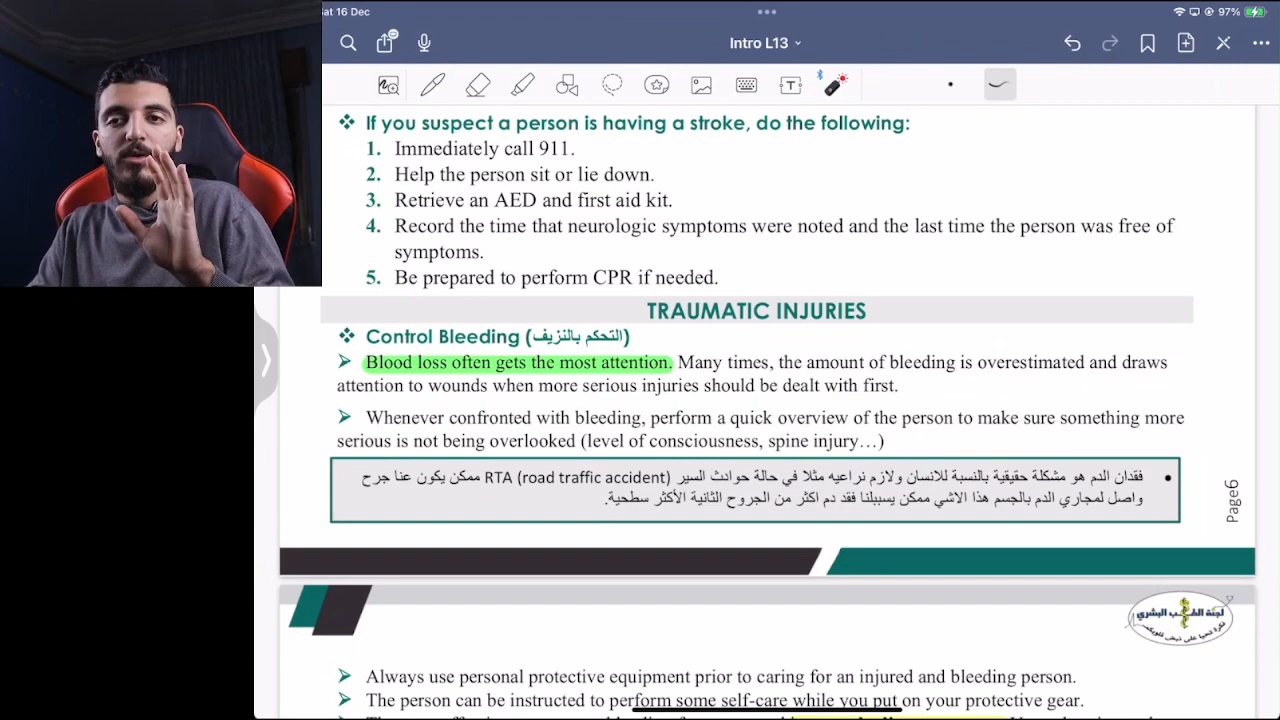 Sat 16 Dec
97%
Intro L13
❖ If you suspect a person is having a stroke, do the following:
1. Immediately call 911.
2. Help the person sit or lie down.
3. Retrieve an AED and first aid kit.
4. Record the time that neurologic symptoms were noted and the last time the person was free of
symptoms.
5. Be prepared to perform CPR if needed.
TRAUMATIC INJURIES
❖ Control Bleeding (التحكم بالنزيف)
➤ Blood loss often gets the most attention. Many times, the amount of bleeding is overestimated and draws
attention to wounds when more serious injuries should be dealt with first.
➤ Whenever confronted with bleeding, perform a quick overview of the person to make sure something more
serious is not being overlooked (level of consciousness, spine injury…)
• فقدان الدم هو مشكلة حقيقية بالنسبة للانسان ولازم نراعيه مثلا في حالة حوادث السير RTA (road traffic accident) ممكن يكون عنا جرح
واصل لمجاري الدم بالجسم هذا الاشي ممكن يسببلنا فقد دم اكثر من الجروح الثانية الأكثر سطحية.
Page6
لجنة الطب البشري
فكرة تحيا على نبض قلوبكم
➤ Always use personal protective equipment prior to caring for an injured and bleeding person.
➤ The person can be instructed to perform some self-care while you put on your protective gear.